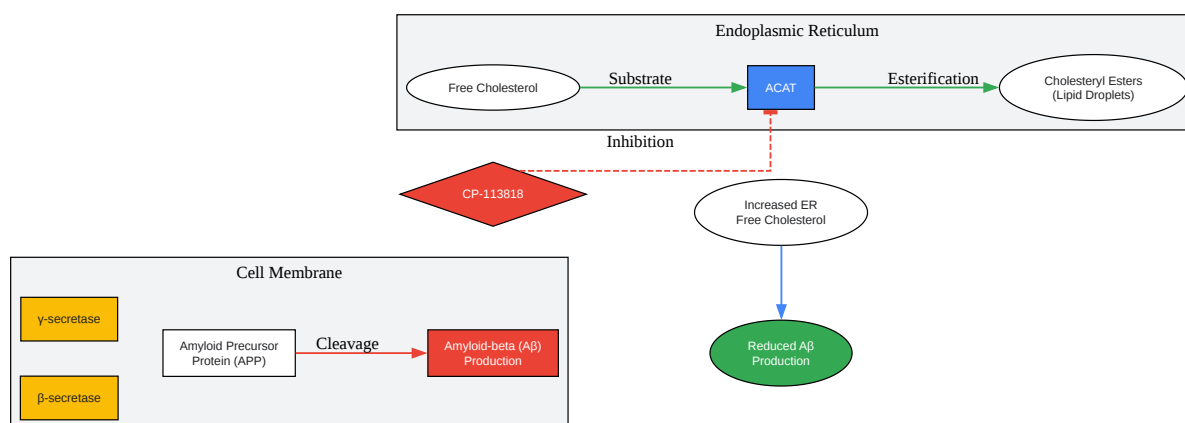 Endoplasmic Reticulum
Free Cholesterol
Substrate
ACAT
Esterification
Cholesteryl Esters
(Lipid Droplets)
Inhibition
CP-113818
Increased ER
Free Cholesterol
Cell Membrane
γ-secretase
Amyloid Precursor
Protein (APP)
Cleavage
Amyloid-beta (Aβ)
Production
Reduced Aβ
Production
β-secretase